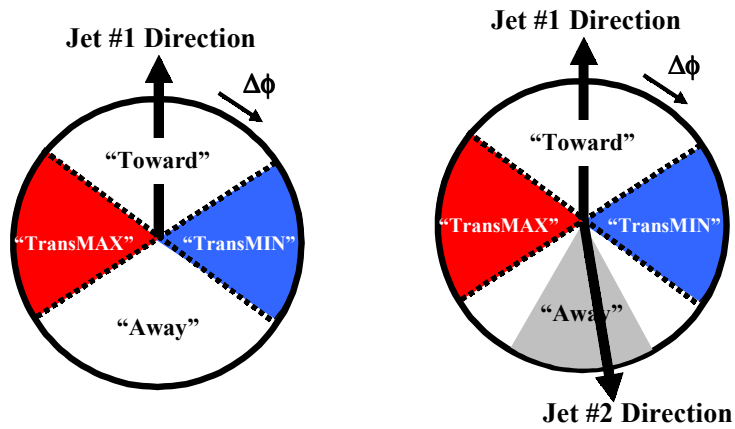 Jet #1 Direction
Δϕ
“Toward”
“TransMAX”
“TransMIN”
“Away”
Jet #1 Direction
Δϕ
“Toward”
“TransMAX”
“TransMIN”
“Away”
Jet #2 Direction